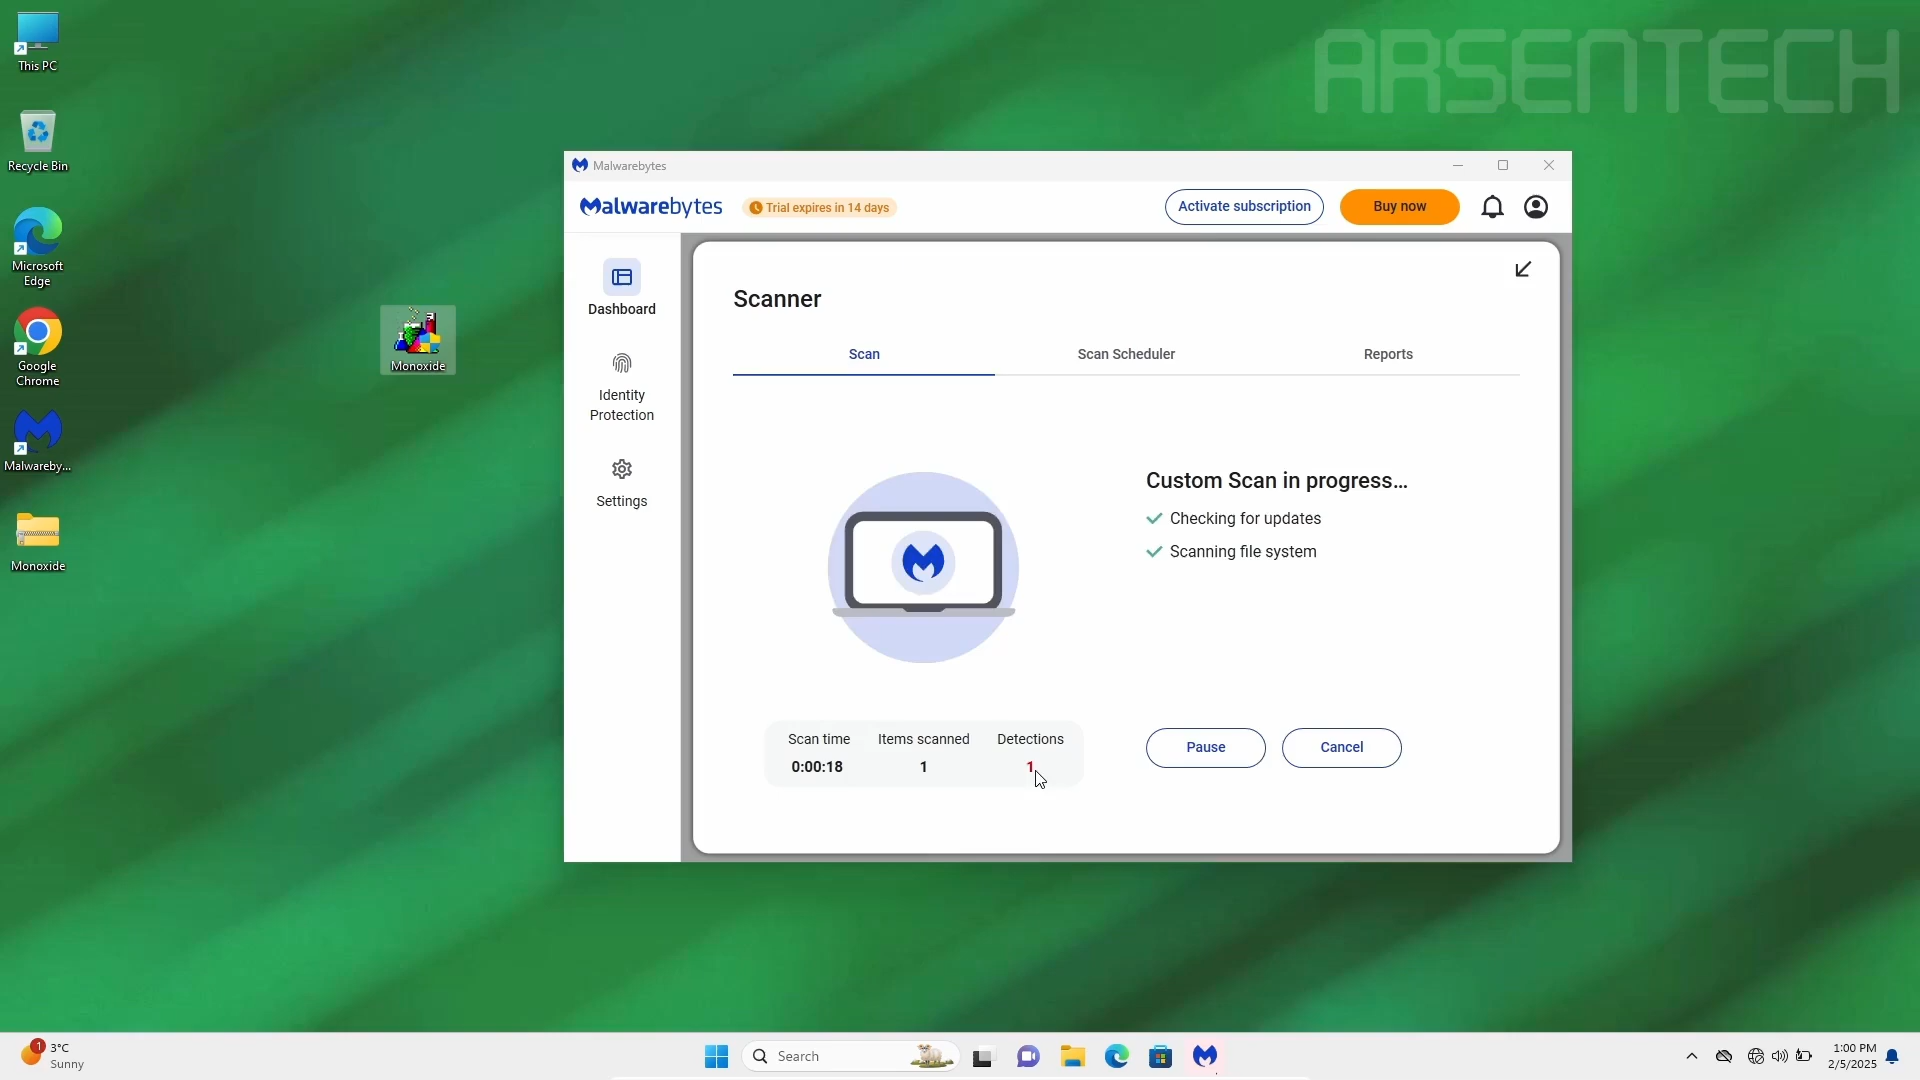 ARSENTECH
This PC
Recycle Bin
Microsoft
Edge
Google
Chrome
Malwareby...
Monoxide
Monoxide
Malwarebytes
Malwarebytes
Trial expires in 14 days
Activate subscription
Buy now
Dashboard
Identity
Protection
Settings
Scanner
Scan
Scan Scheduler
Reports
Custom Scan in progress...
Checking for updates
Scanning file system
Scan time
Items scanned
Detections
0:00:18
1
1
Pause
Cancel
1
3°C
Sunny
Search
1:00 PM
2/5/2025